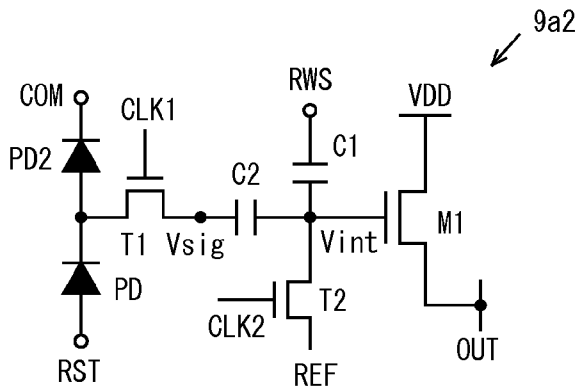 9a2
COM
CLK1
RWS
VDD
PD2
C1
C2
T1
Vsig
Vint
M1
PD
CLK2
T2
RST
REF
OUT